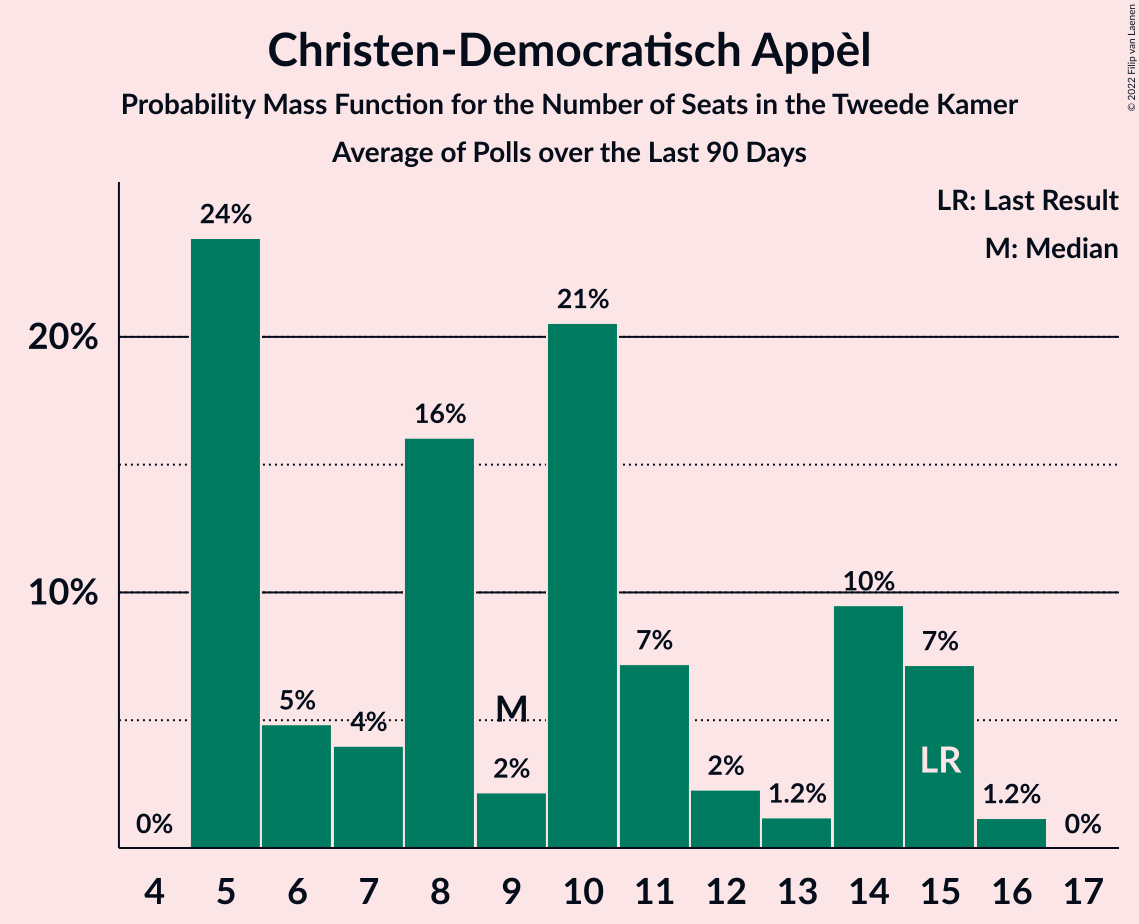 Christen-Democratisch Appèl
Probability Mass Function for the Number of Seats in the Tweede Kamer
Average of Polls over the Last 90 Days
© 2022 Filip van Laenen
LR: Last Result
M: Median
20%
10%
0%
24%
5%
4%
16%
M
2%
21%
7%
2%
1.2%
10%
7%
LR
1.2%
0%
4 5 6 7 8 9 10 11 12 13 14 15 16 17